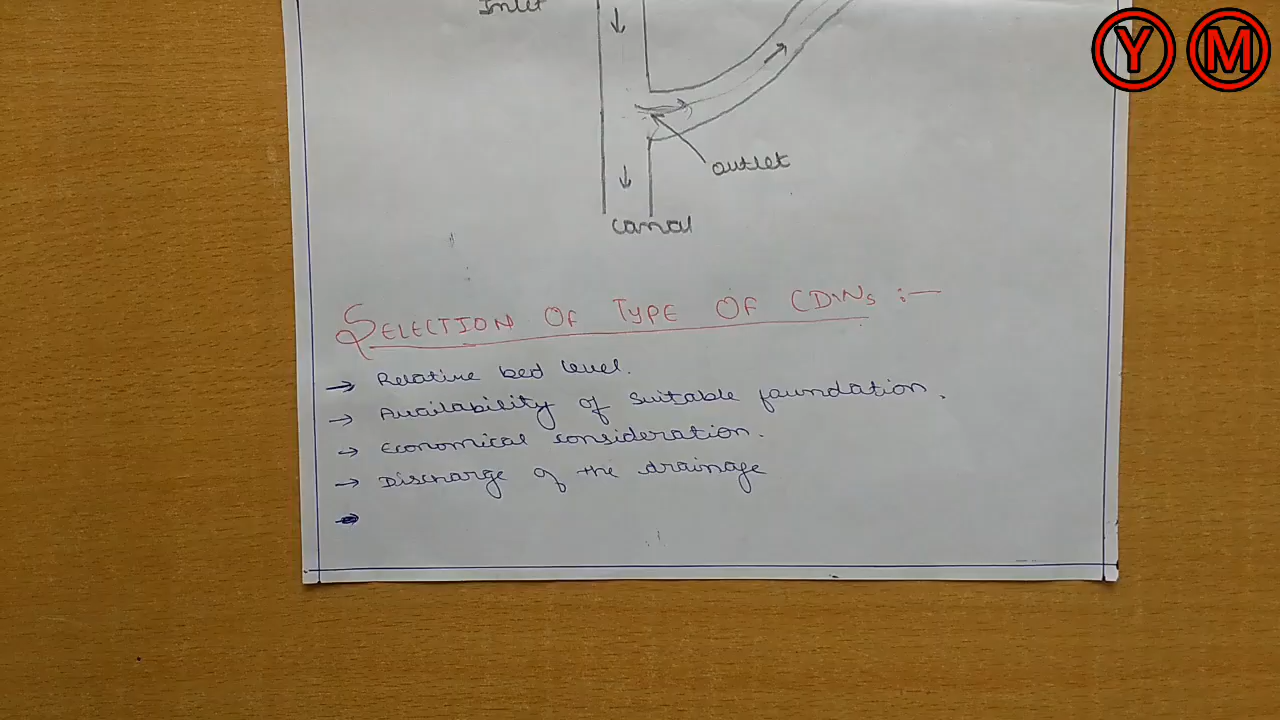 Y M
Inlet
outlet
canal
SELECTION OF TYPE OF CDWs :-
→ Relative bed level.
→ Availability of suitable foundation.
→ Economical consideration.
→ Discharge of the drainage
→